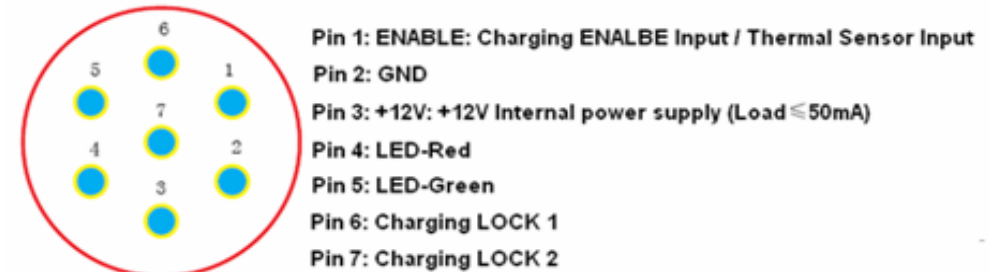 6
5
1
7
4
2
3
Pin 1: ENABLE: Charging ENALBE Input / Thermal Sensor Input
Pin 2: GND
Pin 3: +12V: +12V Internal power supply (Load≦50mA)
Pin 4: LED-Red
Pin 5: LED-Green
Pin 6: Charging LOCK 1
Pin 7: Charging LOCK 2